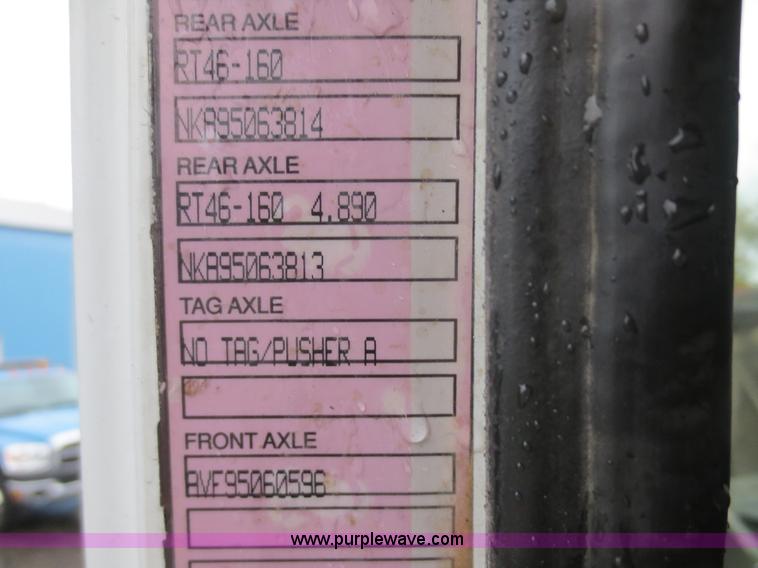 REAR AXLE
RT46-160
NKA95063814
REAR AXLE
RT46-160 4.890
NKA95063813
TAG AXLE
NO TAG/PUSHER A
FRONT AXLE
AVF95060596
www.purplewave.com